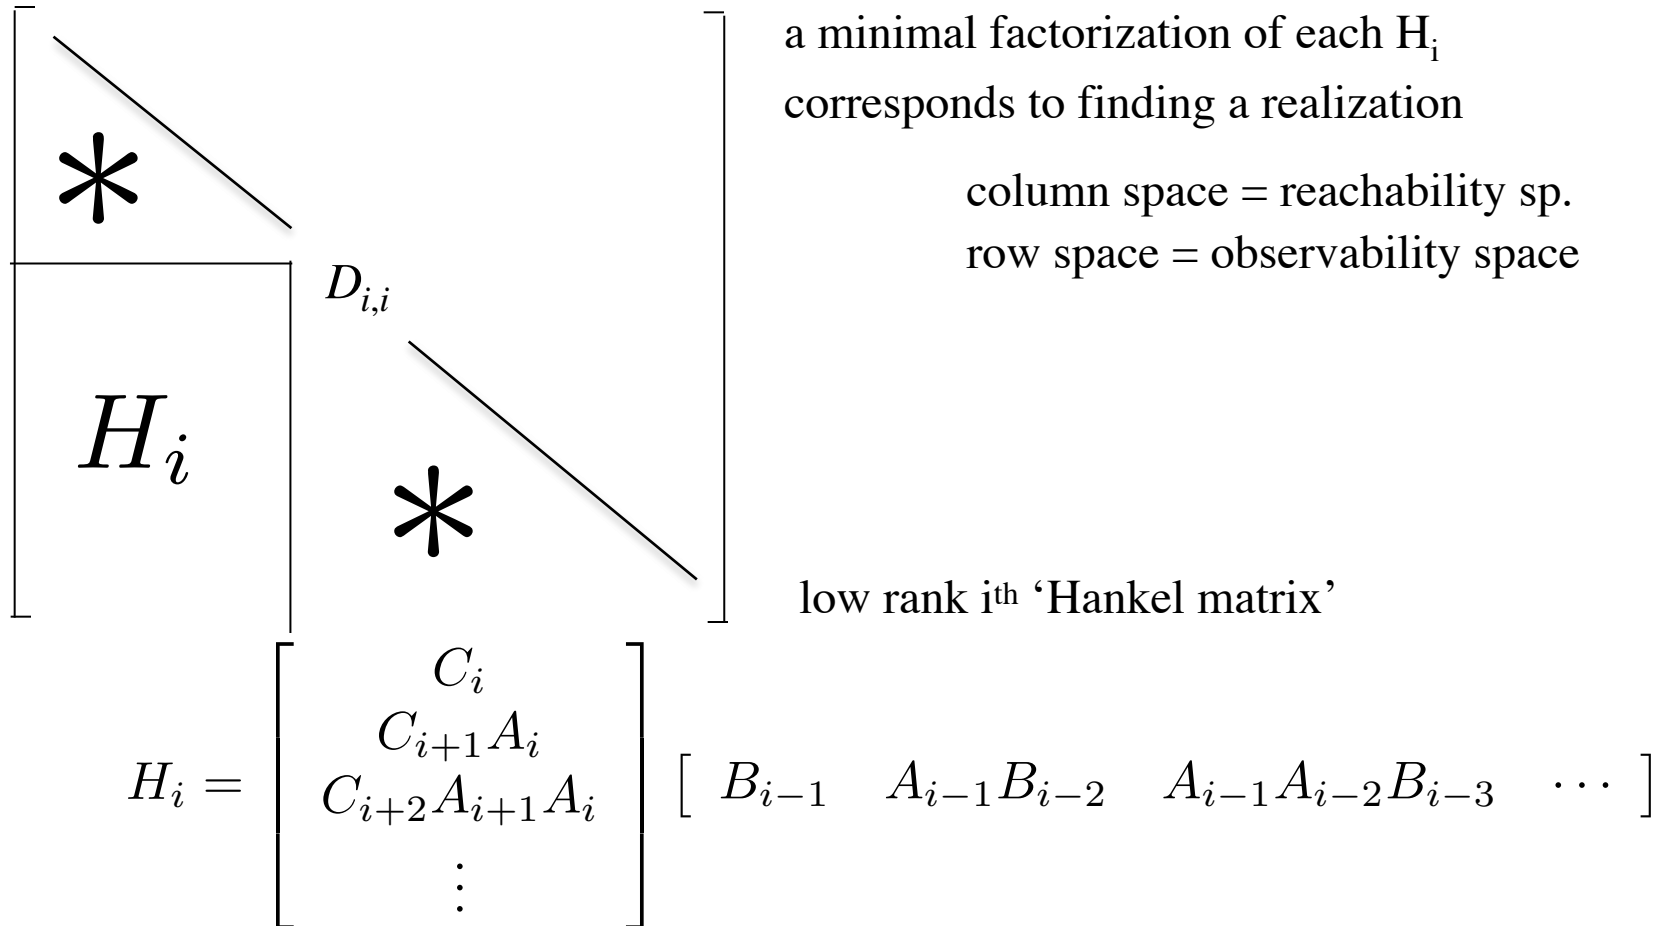 a minimal factorization of each H_i
corresponds to finding a realization
column space = reachability sp.
row space = observability space
*
D_{i,i}
H_i
*
low rank i^{th} ‘Hankel matrix’
H_i = [ C_i
C_{i+1}A_i
C_{i+2}A_{i+1}A_i
⋮ ] [ B_{i−1} A_{i−1}B_{i−2} A_{i−1}A_{i−2}B_{i−3} ⋯ ]